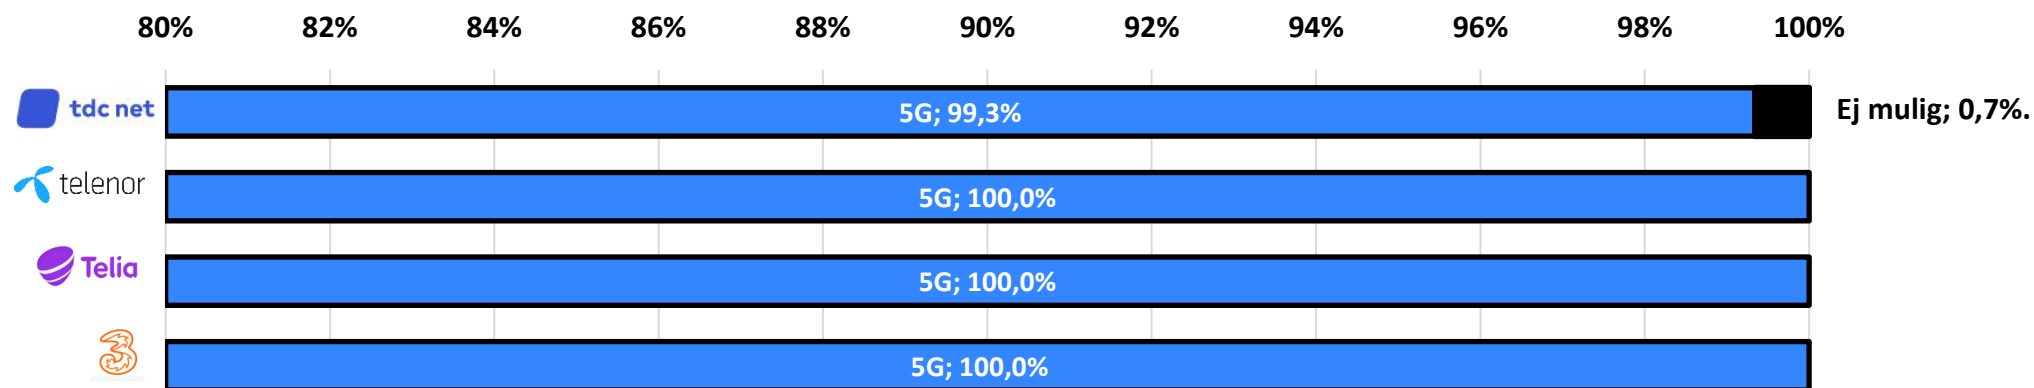 80% 82% 84% 86% 88% 90% 92% 94% 96% 98% 100%
tdc net 5G; 99,3% Ej mulig; 0,7%.
telenor 5G; 100,0%
Telia 5G; 100,0%
3 5G; 100,0%